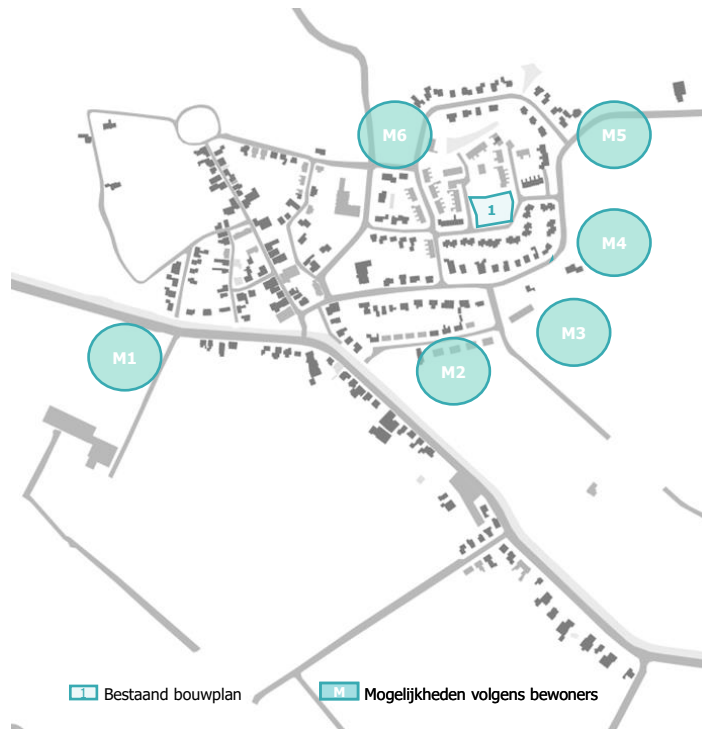 M6
M5
1
M4
M3
M1
M2
1 Bestaand bouwplan
M Mogelijkheden volgens bewoners